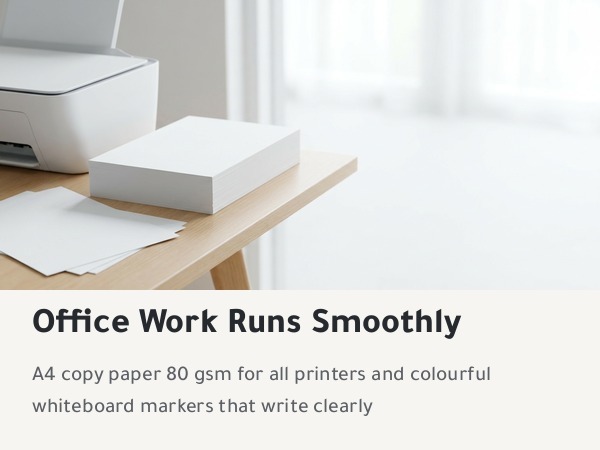 Office Work Runs Smoothly
A4 copy paper 80 gsm for all printers and colourful
whiteboard markers that write clearly